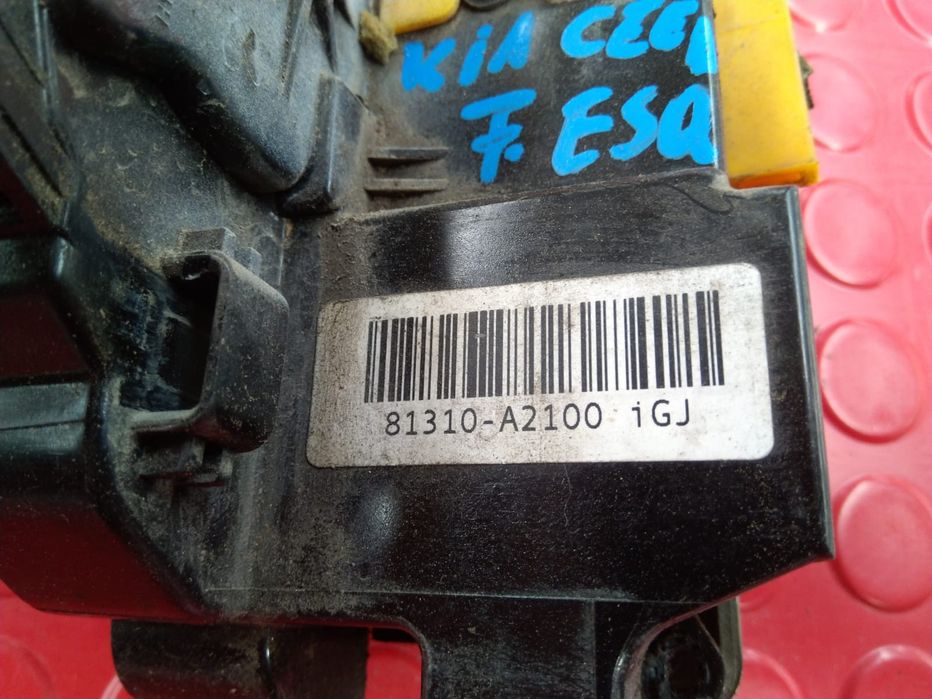 KIA CEE
F. ESQ
81310-A2100 iGJ